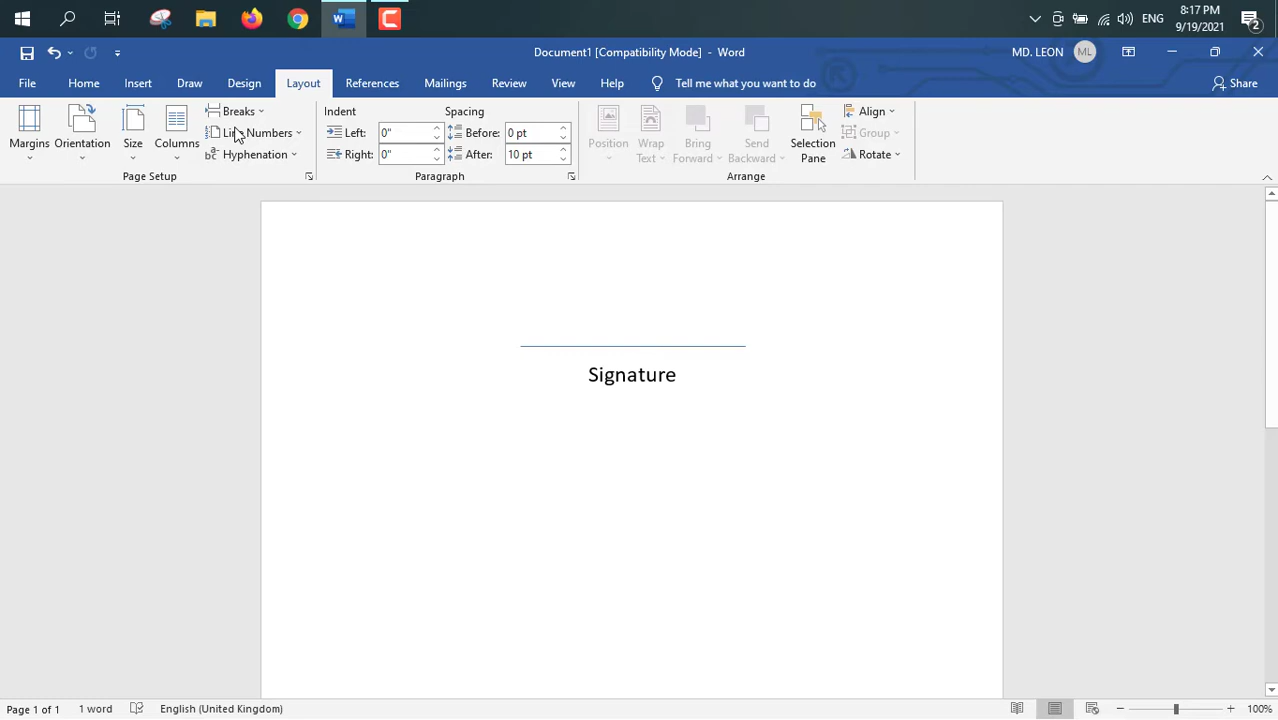 8:17 PM
ENG
9/19/2021
2
Document1 [Compatibility Mode] - Word
MD. LEON
ML
File
Home
Insert
Draw
Design
Layout
References
Mailings
Review
View
Help
Tell me what you want to do
Share
Margins
Orientation
Size
Columns
Breaks
Line Numbers
Hyphenation
Page Setup
Indent
Left:
0"
Right:
0"
Spacing
Before:
0 pt
After:
10 pt
Paragraph
Position
Wrap
Text
Bring
Forward
Send
Backward
Selection
Pane
Align
Group
Rotate
Arrange
Signature
Page 1 of 1
1 word
English (United Kingdom)
100%